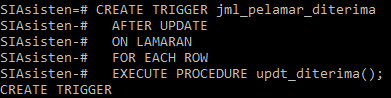 SIAsisten=# CREATE TRIGGER jml_pelamar_diterima
SIAsisten-#   AFTER UPDATE
SIAsisten-#   ON LAMARAN
SIAsisten-#   FOR EACH ROW
SIAsisten-#   EXECUTE PROCEDURE updt_diterima();
CREATE TRIGGER